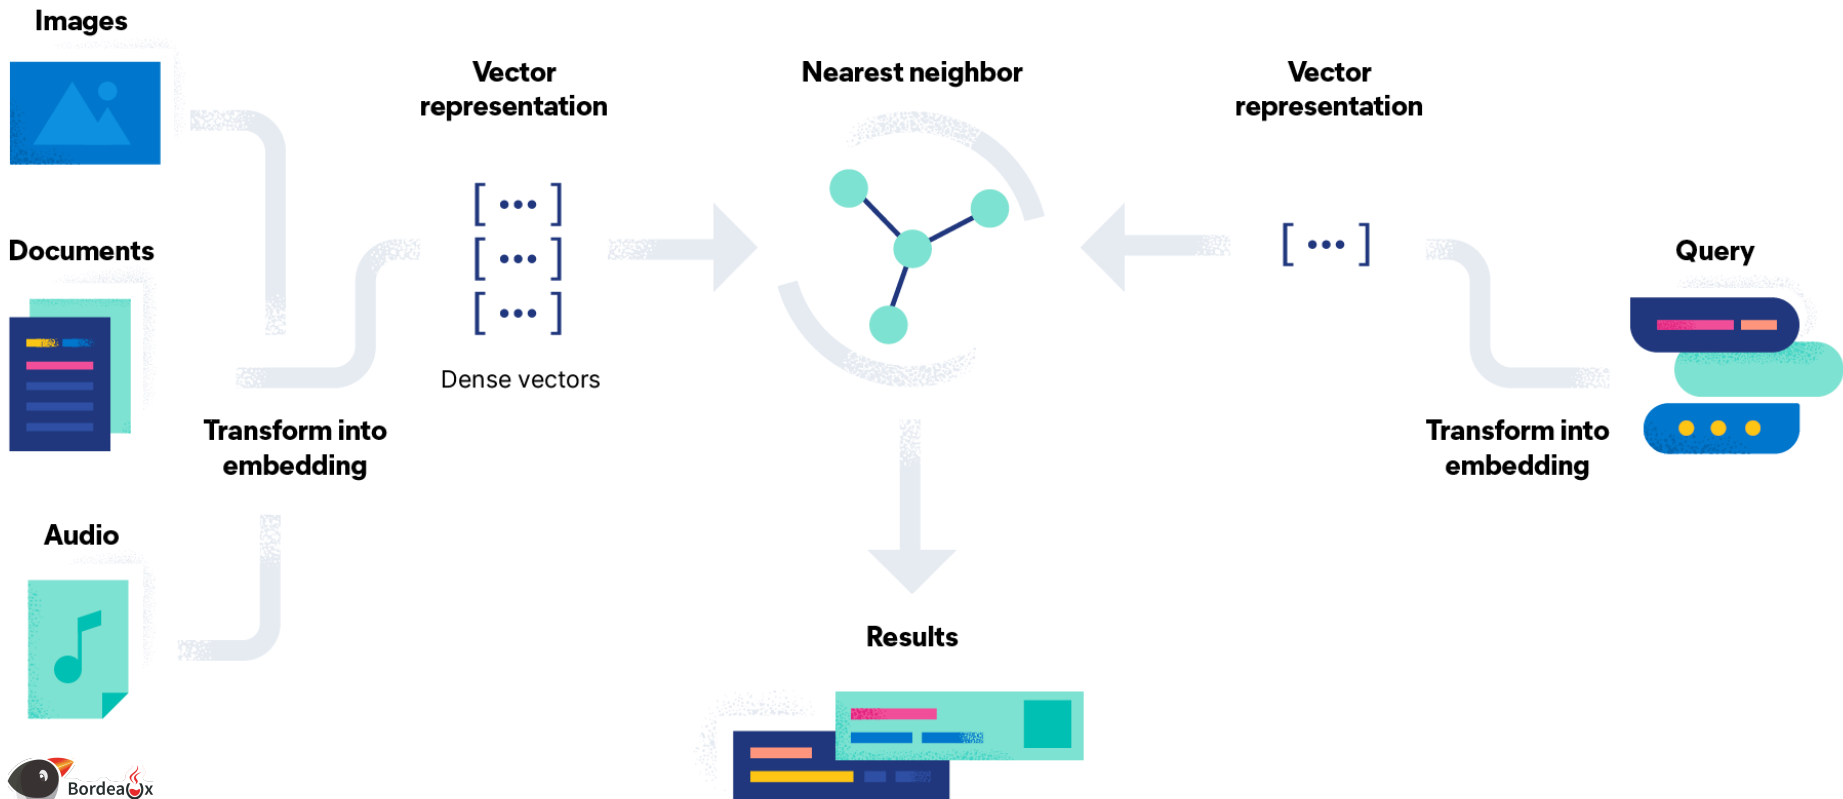 Images
Documents
Audio
Transform into
embedding
Vector
representation
Dense vectors
Nearest neighbor
Results
Vector
representation
Transform into
embedding
Query